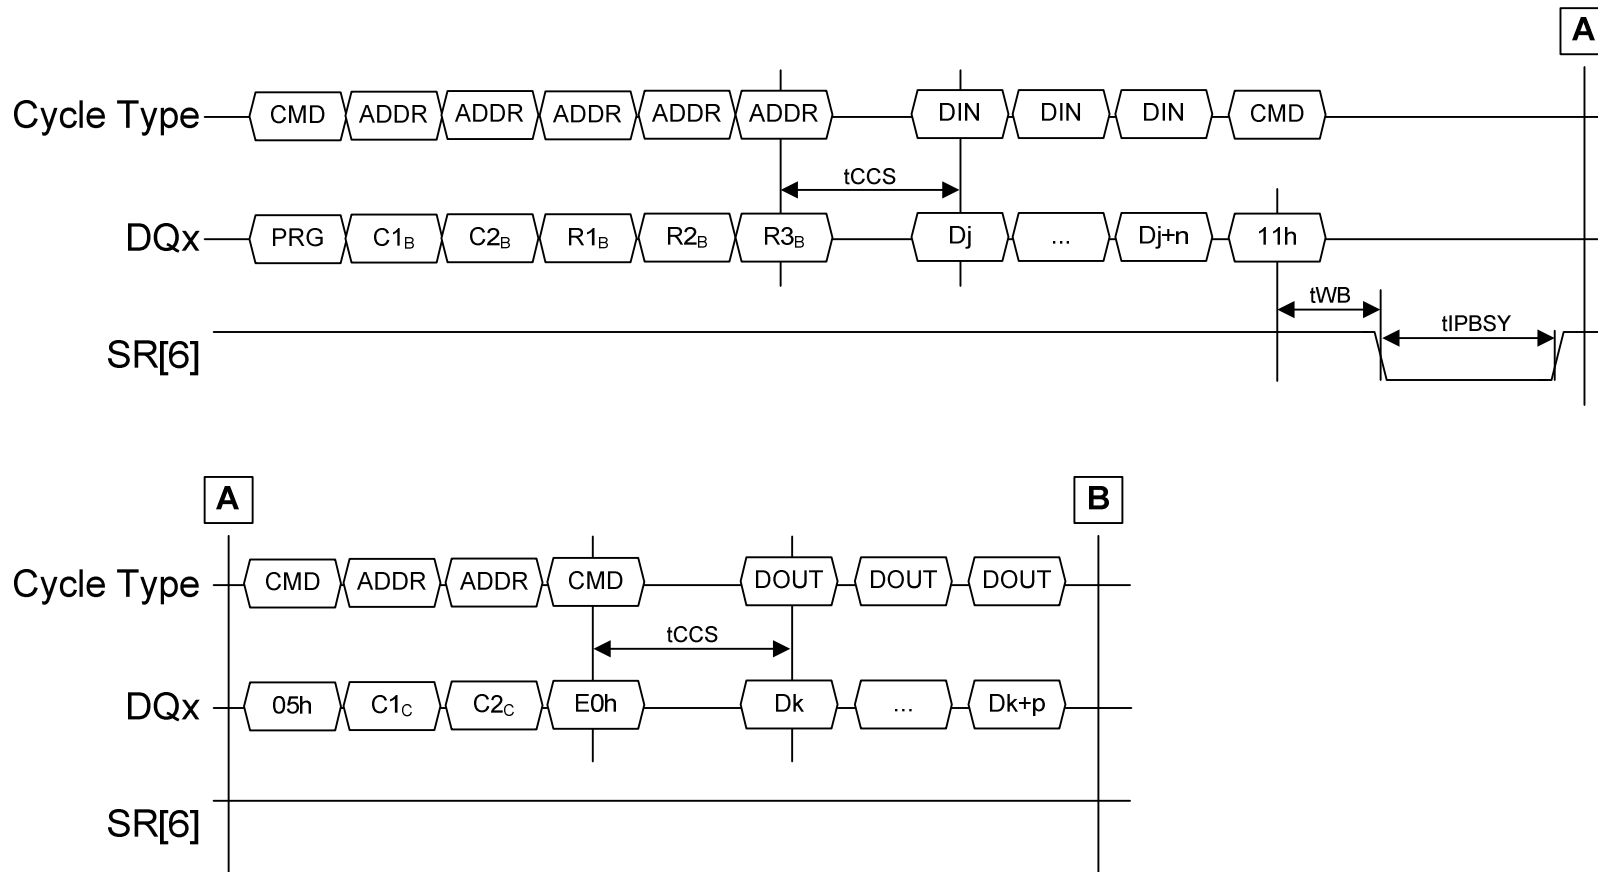 A
Cycle Type CMD ADDR ADDR ADDR ADDR ADDR DIN DIN DIN CMD
tCCS
DQx PRG C1B C2B R1B R2B R3B Dj ... Dj+n 11h
tWB
tIPBSY
SR[6]
A B
Cycle Type CMD ADDR ADDR CMD DOUT DOUT DOUT
tCCS
DQx 05h C1C C2C E0h Dk ... Dk+p
SR[6]